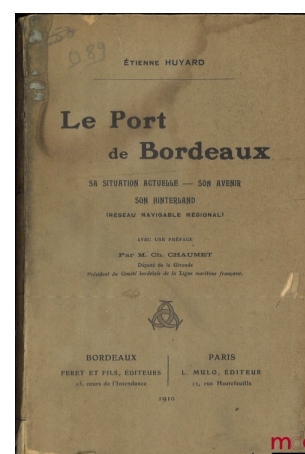 ÉTIENNE HUYARD
Le Port
de Bordeaux
SA SITUATION ACTUELLE — SON AVENIR
SON HINTERLAND
(RÉSEAU NAVIGABLE RÉGIONAL)
AVEC UNE PRÉFACE
Par M. Ch. CHAUMET
Député de la Gironde
Président du Comité bordelais de la Ligue maritime française.
BORDEAUX
FERET ET FILS, ÉDITEURS
cours de l'Intendance
PARIS
L. MULO, ÉDITEUR
12, rue Hautefeuille
1910